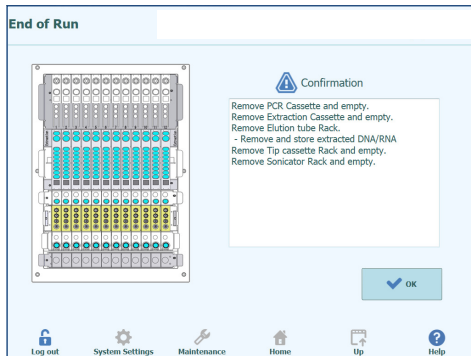 End of Run
Confirmation
Remove PCR Cassette and empty.
Remove Extraction Cassette and empty.
Remove Elution tube Rack.
- Remove and store extracted DNA/RNA
Remove Tip cassette Rack and empty.
Remove Sonicator Rack and empty.
OK
Log out
System Settings
Maintenance
Home
Up
Help